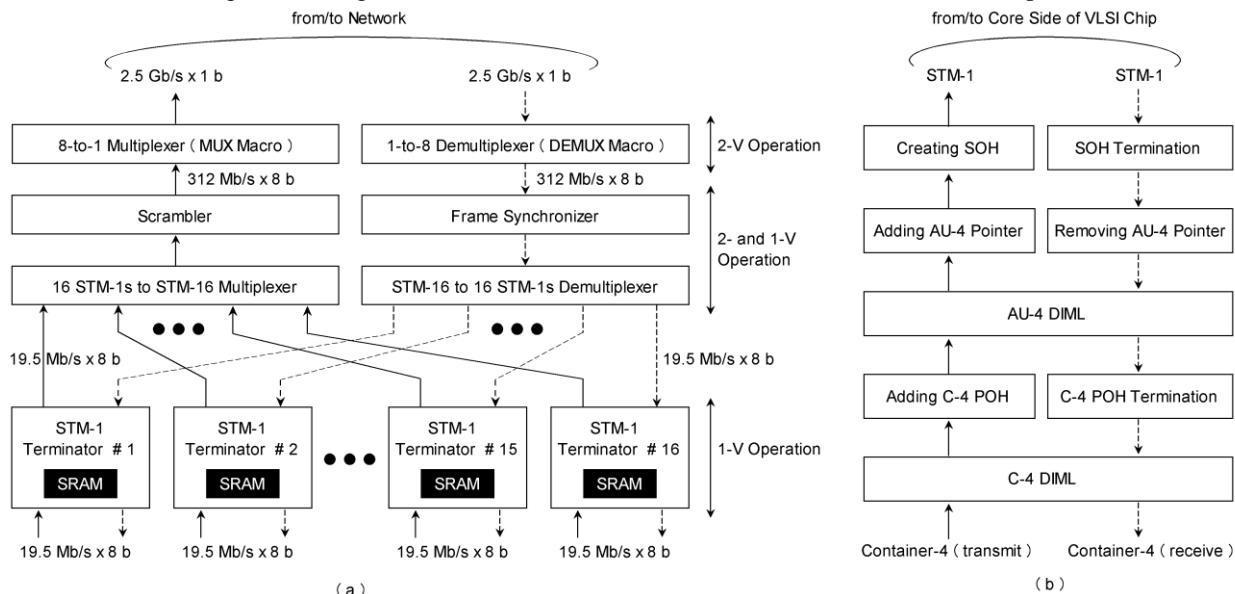 from/to Network
2.5 Gb/s x 1 b
2.5 Gb/s x 1 b
8-to-1 Multiplexer ( MUX Macro )
1-to-8 Demultiplexer ( DEMUX Macro )
2-V Operation
312 Mb/s x 8 b
312 Mb/s x 8 b
Scrambler
Frame Synchronizer
2- and 1-V
Operation
16 STM-1s to STM-16 Multiplexer
STM-16 to 16 STM-1s Demultiplexer
19.5 Mb/s x 8 b
19.5 Mb/s x 8 b
STM-1
Terminator # 1
SRAM
STM-1
Terminator # 2
SRAM
STM-1
Terminator # 15
SRAM
STM-1
Terminator # 16
SRAM
1-V Operation
19.5 Mb/s x 8 b
19.5 Mb/s x 8 b
19.5 Mb/s x 8 b
19.5 Mb/s x 8 b
( a )
from/to Core Side of VLSI Chip
STM-1
STM-1
Creating SOH
SOH Termination
Adding AU-4 Pointer
Removing AU-4 Pointer
AU-4 DIML
Adding C-4 POH
C-4 POH Termination
C-4 DIML
Container-4 ( transmit )
Container-4 ( receive )
( b )